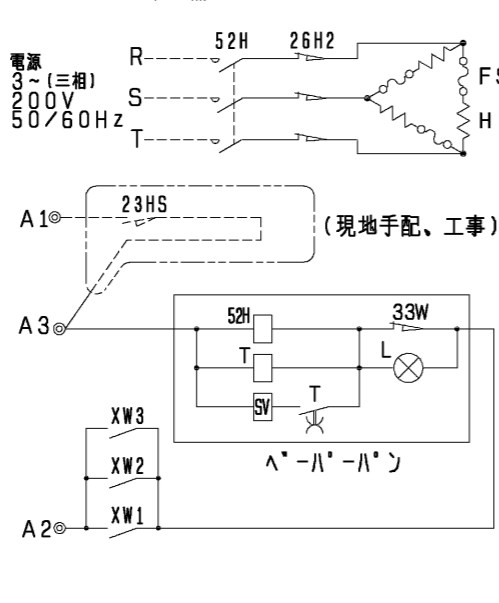 52H
26H2
電源
3～(三相)
200V
50/60Hz
R
S
T
FS
H
A1
23HS
(現地手配、工事)
A3
52H
33W
T
L
SV
T
ベーパーパン
XW3
XW2
XW1
A2